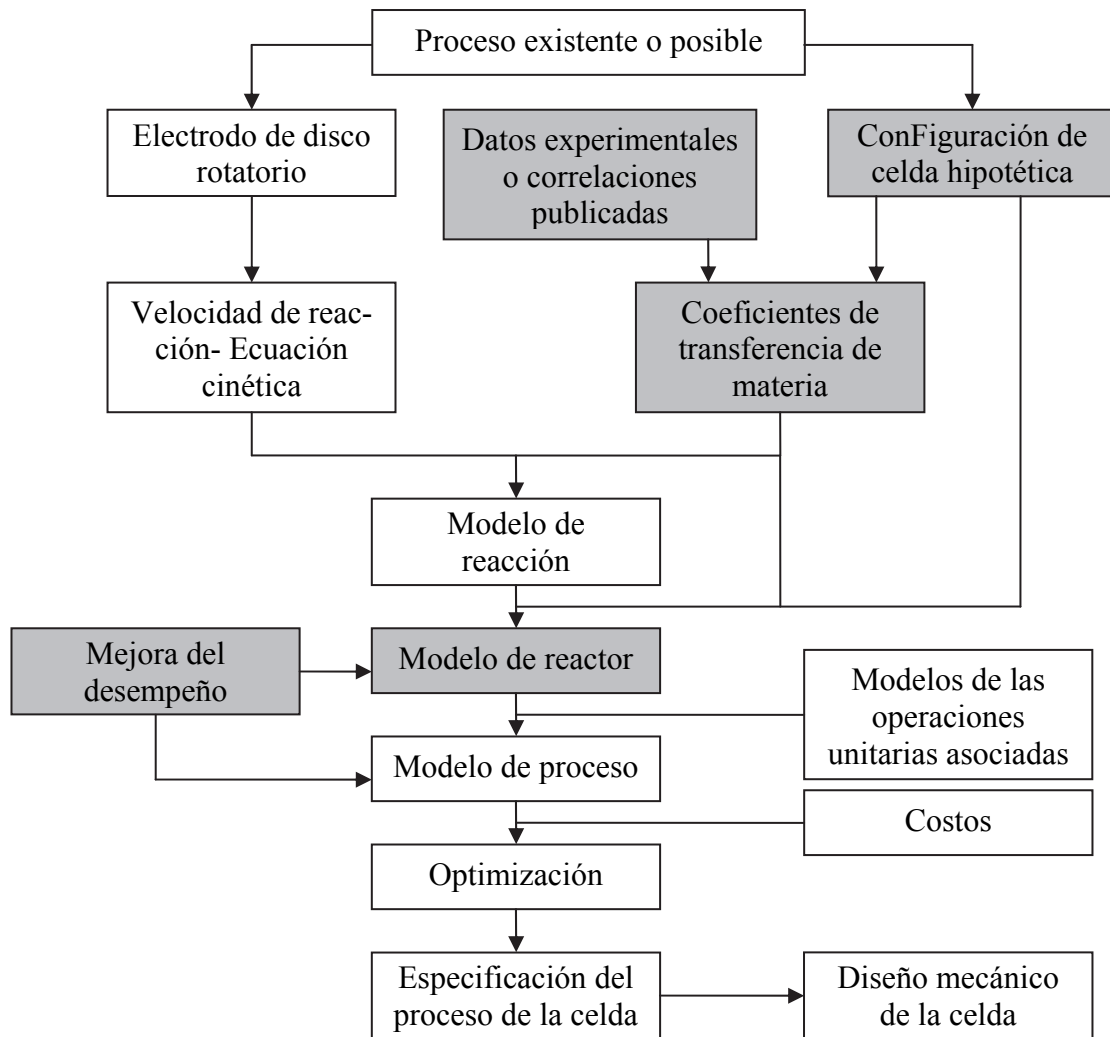 Proceso existente o posible
Electrodo de disco
rotatorio
Datos experimentales
o correlaciones
publicadas
ConFiguración de
celda hipotética
Velocidad de reac-
ción- Ecuación
cinética
Coeficientes de
transferencia de
materia
Modelo de
reacción
Mejora del
desempeño
Modelo de reactor
Modelos de las
operaciones
unitarias asociadas
Modelo de proceso
Costos
Optimización
Especificación del
proceso de la celda
Diseño mecánico
de la celda